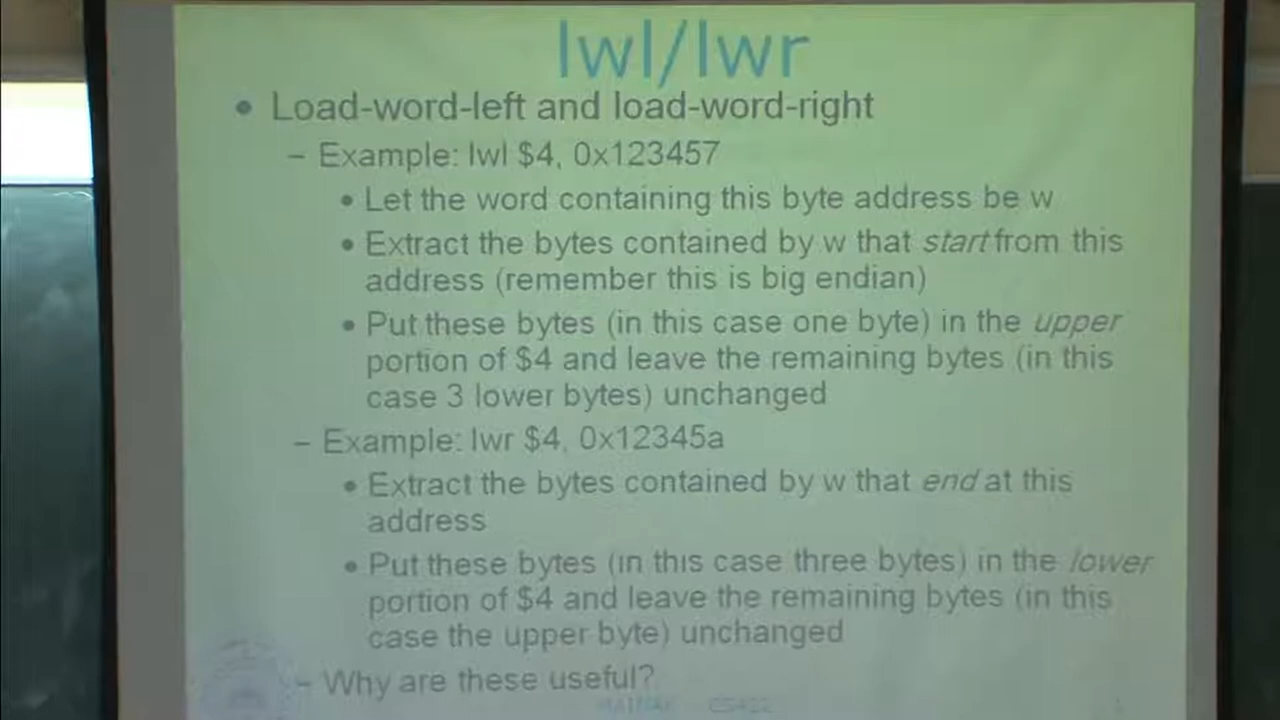 lwl/lwr
• Load-word-left and load-word-right
– Example: lwl $4, 0x123457
• Let the word containing this byte address be w
• Extract the bytes contained by w that start from this
address (remember this is big endian)
• Put these bytes (in this case one byte) in the upper
portion of $4 and leave the remaining bytes (in this
case 3 lower bytes) unchanged
– Example: lwr $4, 0x12345a
• Extract the bytes contained by w that end at this
address
• Put these bytes (in this case three bytes) in the lower
portion of $4 and leave the remaining bytes (in this
case the upper byte) unchanged
– Why are these useful?